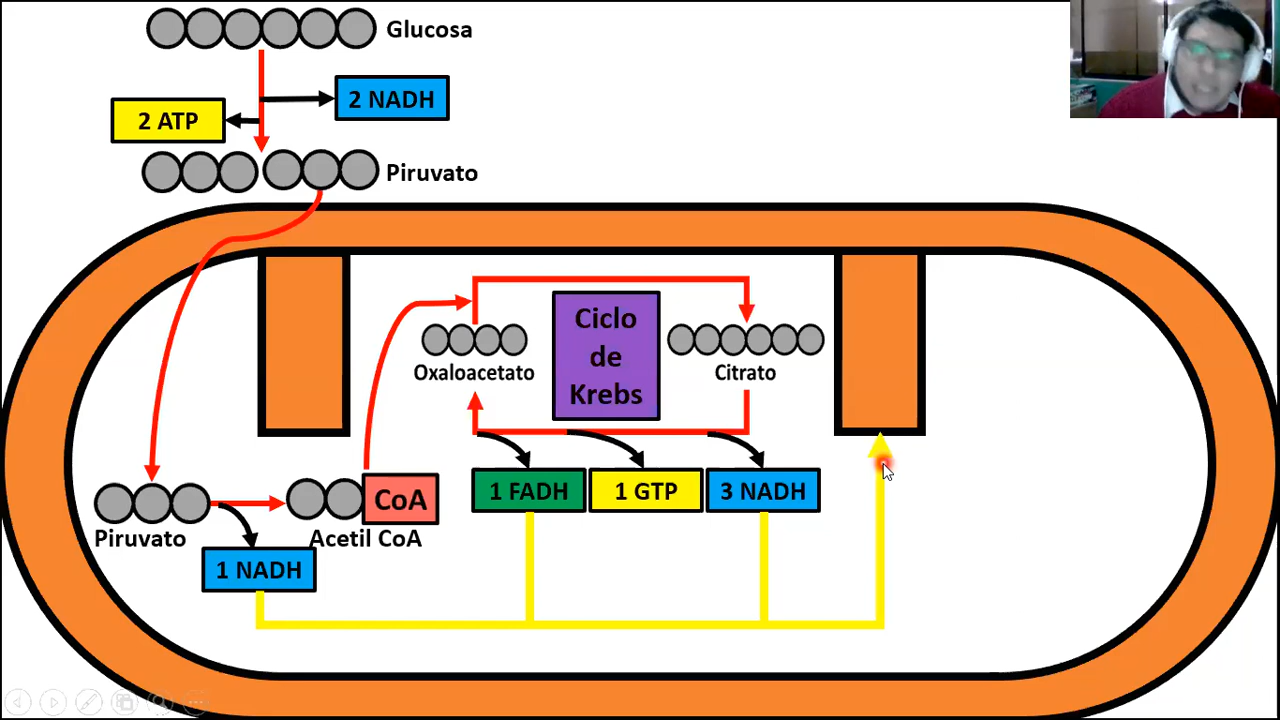 Glucosa
2 NADH
2 ATP
Piruvato
Ciclo
de
Krebs
Oxaloacetato
Citrato
1 FADH
1 GTP
3 NADH
CoA
Piruvato
Acetil CoA
1 NADH